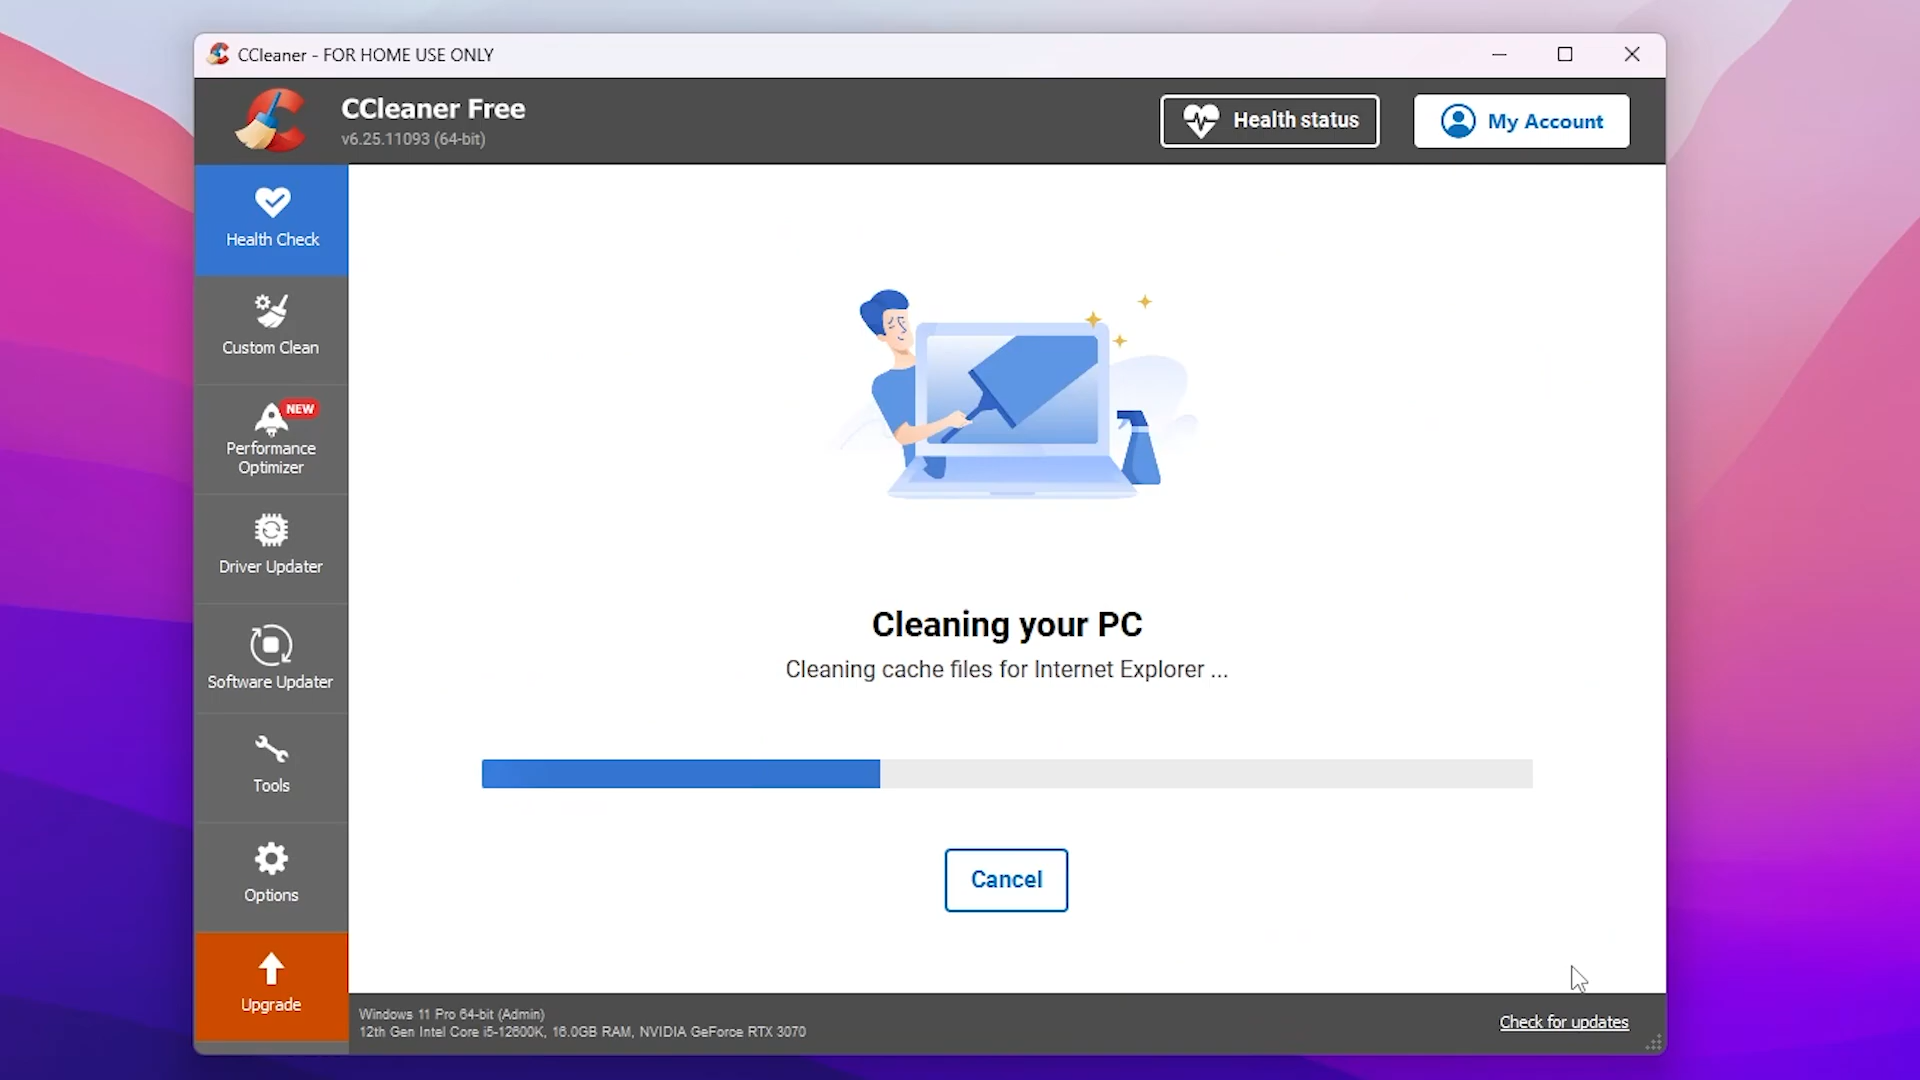 CCleaner - FOR HOME USE ONLY
CCleaner Free
v6.25.11093 (64-bit)
Health status
My Account
Health Check
Custom Clean
NEW
Performance
Optimizer
Driver Updater
Software Updater
Tools
Options
Upgrade
Cleaning your PC
Cleaning cache files for Internet Explorer ...
Cancel
Windows 11 Pro 64-bit (Admin)
12th Gen Intel Core i5-12600K, 16.0GB RAM, NVIDIA GeForce RTX 3070
Check for updates